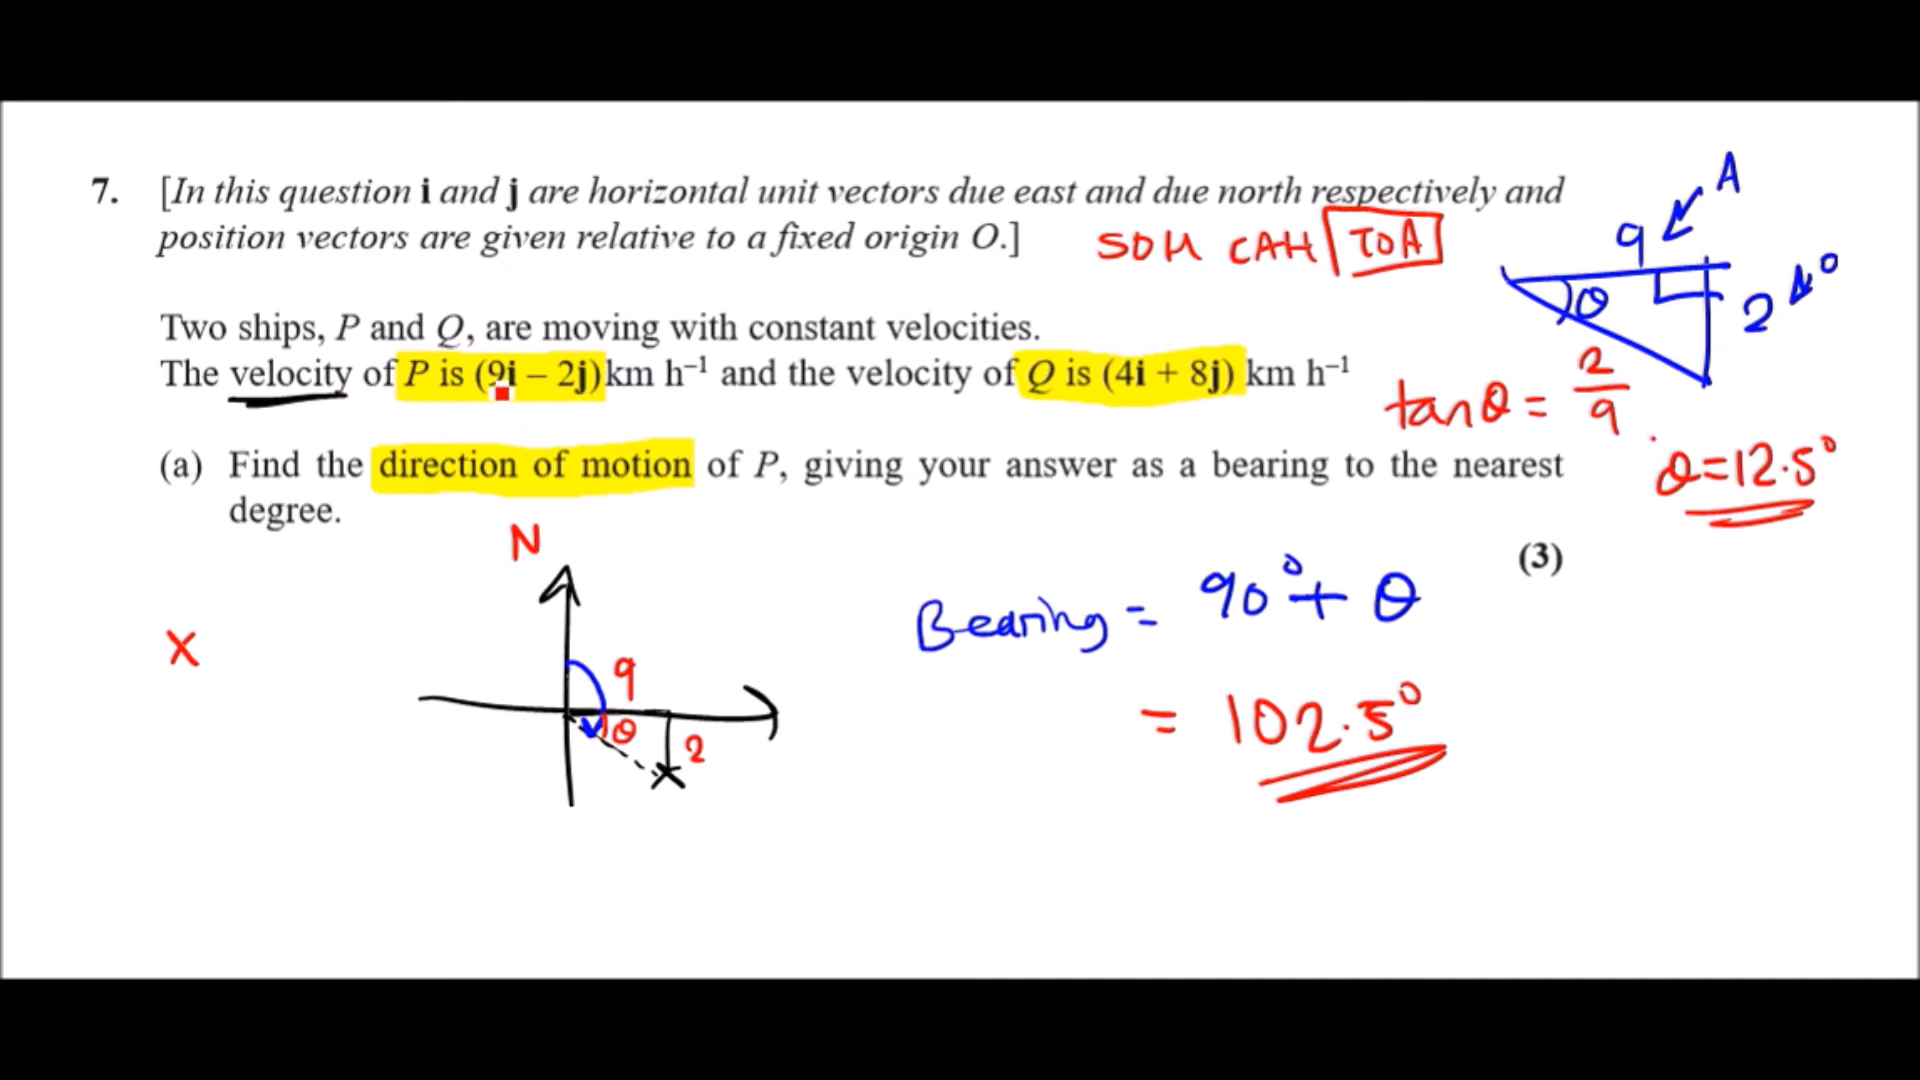 7. [In this question i and j are horizontal unit vectors due east and due north respectively and
position vectors are given relative to a fixed origin O.]
SOH CAH TOA
A
9
θ
2
O
Two ships, P and Q, are moving with constant velocities.
The velocity of P is (9i – 2j) km h⁻¹ and the velocity of Q is (4i + 8j) km h⁻¹
tanθ = 2/9
(a) Find the direction of motion of P, giving your answer as a bearing to the nearest
degree.
θ=12.5°
(3)
N
X
9
θ
2
Bearing = 90° + θ
= 102.5°